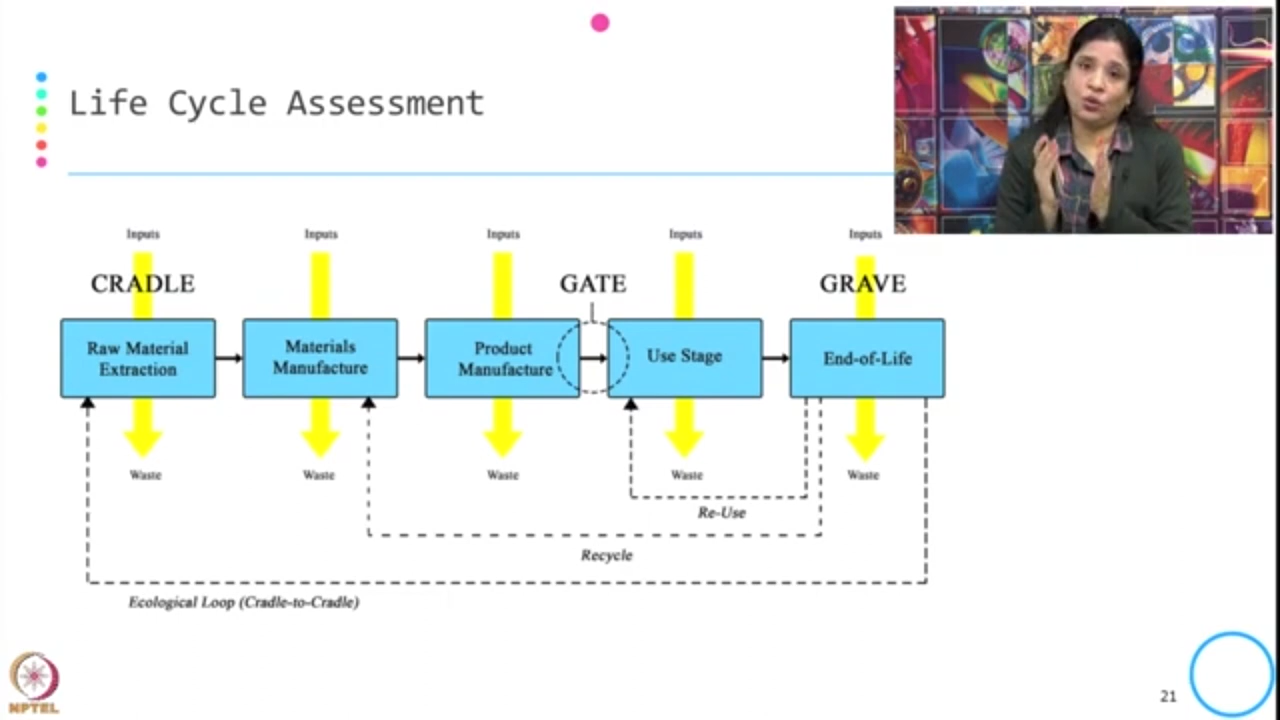 Life Cycle Assessment
Inputs Inputs Inputs Inputs Inputs
CRADLE GATE GRAVE
Raw Material Extraction
Materials Manufacture
Product Manufacture
Use Stage
End-of-Life
Waste Waste Waste Waste Waste
Re-Use
Recycle
Ecological Loop (Cradle-to-Cradle)
NPTEL
21